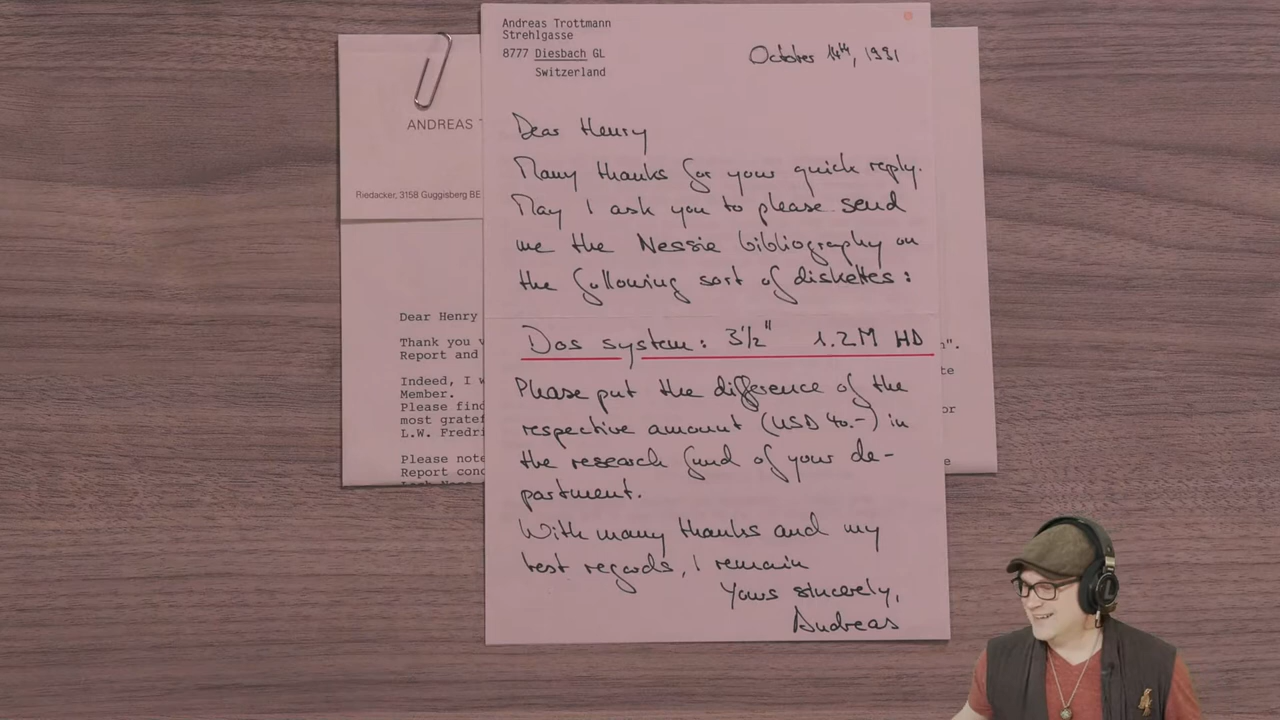 Andreas Trottmann
Strehlgasse
8777 Diesbach GL
Switzerland
October 14th, 1991
Dear Henry
Many thanks for your quick reply.
May I ask you to please send
me the Nessie bibliography on
the following sort of diskettes:
Dos system: 3½" 1.2M HD
Please put the difference of the
respective amount (USD 40.-) in
the research fund of your de-
partment.
With many thanks and my
best regards, I remain
Yours sincerely,
Andreas
ANDREAS
Riedacker, 3158 Guggisberg BE
Dear Henry
Thank you
Report and
Indeed, I
Member.
Please find
most gratef
L.W. Fredri
Please note
Report conc